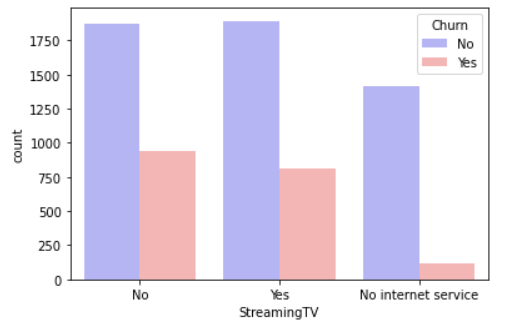 Churn
No
Yes
1750
1500
1250
1000
750
500
250
0
count
No Yes No internet service
StreamingTV